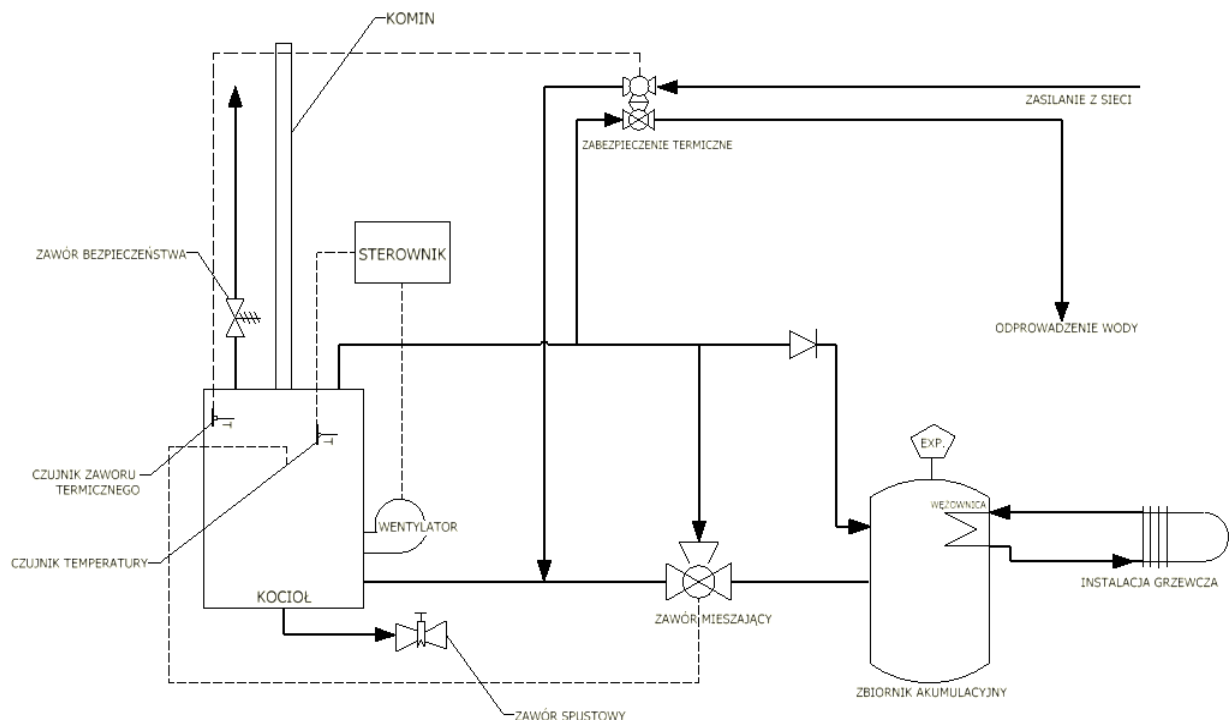 KOMIN
ZASILANIE Z SIECI
ZABEZPIECZENIE TERMICZNE
ZAWÓR BEZPIECZEŃSTWA
STEROWNIK
ODPROWADZENIE WODY
T
T
EXP.
CZUJNIK ZAWORU
TERMICZNEGO
WĘŻOWNICA
WENTYLATOR
CZUJNIK TEMPERATURY
INSTALACJA GRZEWCZA
KOCIOŁ
ZAWÓR MIESZAJĄCY
ZBIORNIK AKUMULACYJNY
ZAWÓR SPUSTOWY